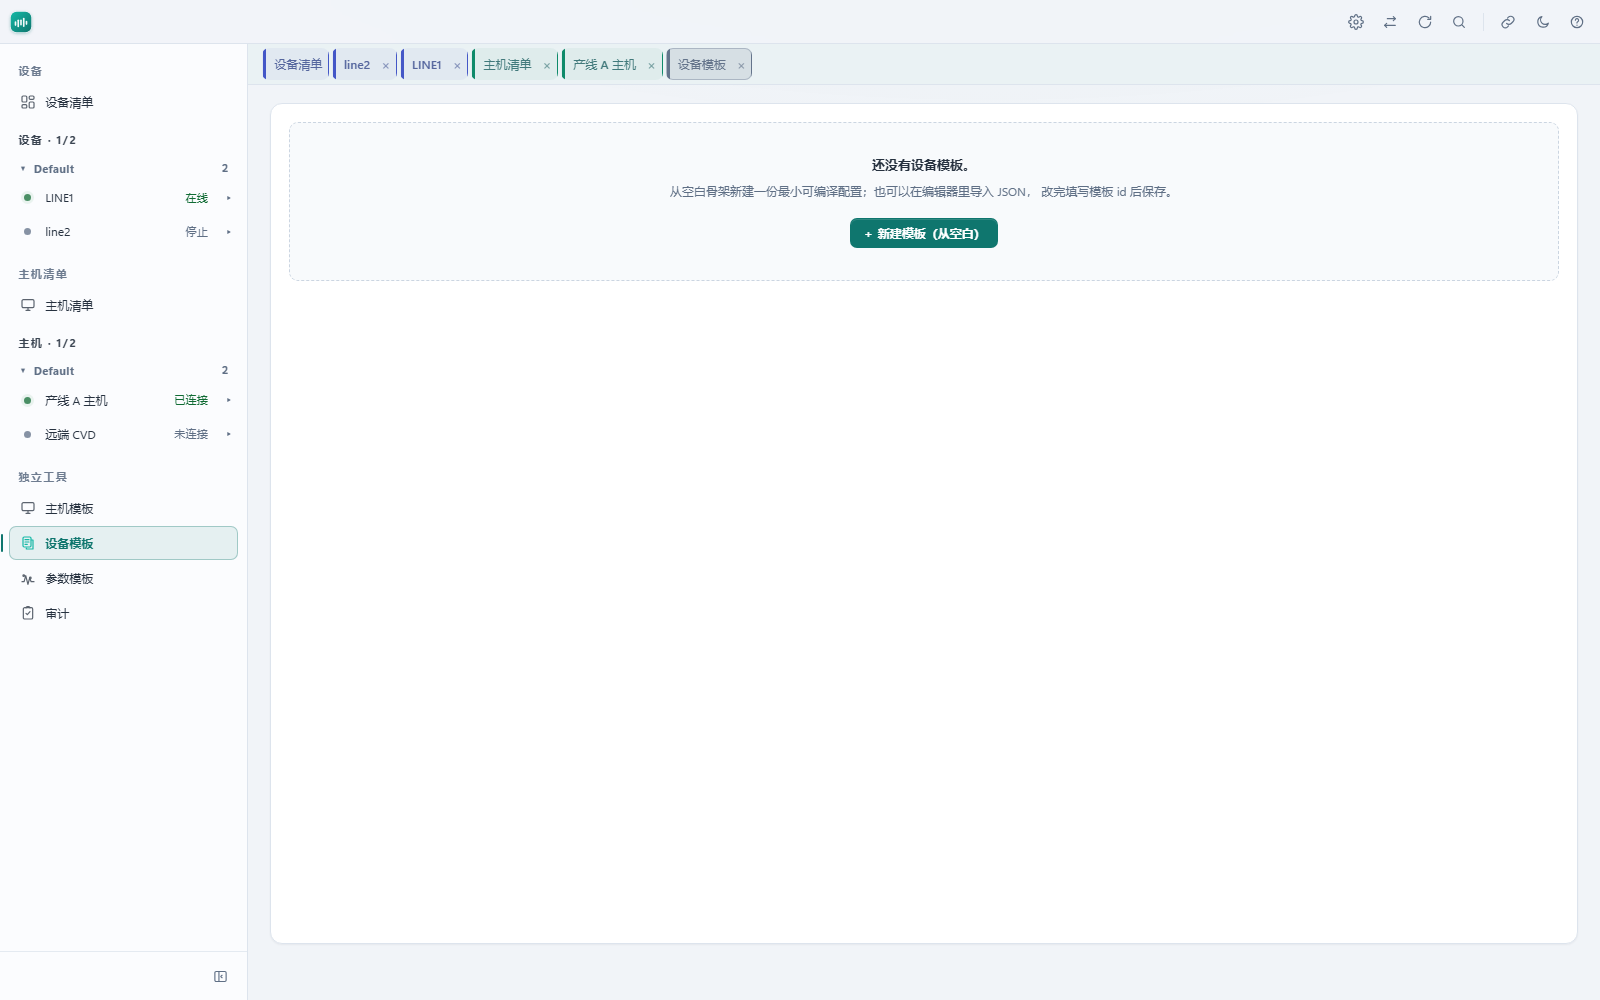 设备
设备清单
设备 · 1/2
Default 2
LINE1 在线
line2 停止
主机清单
主机清单
主机 · 1/2
Default 2
产线 A 主机 已连接
远端 CVD 未连接
独立工具
主机模板
设备模板
参数模板
审计
设备清单 line2 × LINE1 × 主机清单 × 产线 A 主机 × 设备模板 ×
还没有设备模板。
从空白骨架新建一份最小可编译配置；也可以在编辑器里导入 JSON， 改完填写模板 id 后保存。
+ 新建模板（从空白）